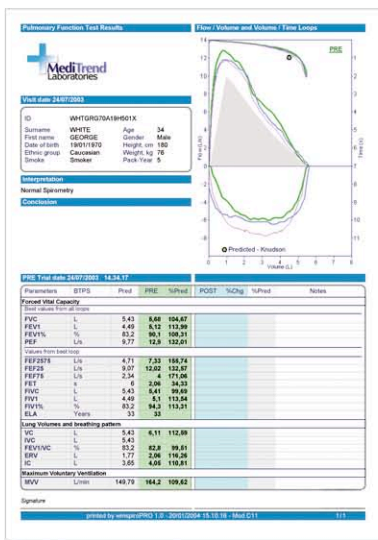 Pulmonary Function Test Results
Flow / Volume and Volume / Time Loops
MediTrend
Laboratories
PRE
Visit date 24/07/2003
ID WHTGRG70A19H501X
Surname WHITE Age 34
First name GEORGE Gender Male
Date of birth 19/01/1970 Height, cm 180
Ethnic group Caucasian Weight, kg 76
Smoke Smoker Pack-Year 5
Interpretation
Normal Spirometry
Conclusion
Flow (L/s)
Time (s)
Predicted - Knudson
Volume (L)
PRE Trial date 24/07/2003 14.34.17
Parameters BTPS Pred PRE %Pred POST %Chg %Pred Notes
Forced Vital Capacity
Best values from all loops
FVC L 5,43 5,68 104,67
FEV1 L 4,49 5,12 113,99
FEV1% % 83,2 90,1 108,31
PEF L/s 9,77 12,9 132,01
Values from best loop
FEF2575 L/s 4,71 7,33 155,74
FEF25 L/s 9,07 12,02 132,57
FEF75 L/s 2,34 4 171,06
FET s 6 2,06 34,33
FIVC L 5,43 5,41 99,69
FIV1 L 4,49 5,1 113,54
FIV1% % 83,2 94,3 113,31
ELA Years 33 33
Lung Volumes and breathing pattern
VC L 5,43 6,11 112,59
IVC L 5,43
FEV1/VC % 83,2 82,8 99,51
ERV L 1,77 2,06 116,26
IC L 3,65 4,05 110,81
Maximum Voluntary Ventilation
MVV L/min 149,79 164,2 109,62
Signature
printed by winspiroPRO 1.0 - 20/01/2004 15.18.18 - Mod C11
1/1